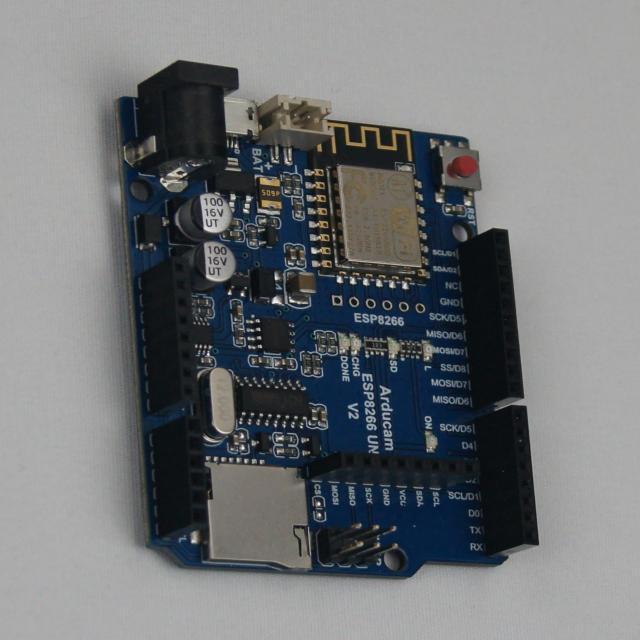 BAT
+
100
16V
UT
100
16V
UT
RST
ESP8266
SCL/D1
SDA/D2
NC
GND
SCK/D5
MISO/D6
MOSI/D7
SS/D8
MOSI/D7
MISO/D6
SCK/D5
D4
D2
SCL/D1
D0
TX
RX
DONE
CHG
SD
L
ON
Arducam
ESP8266 UN
V2
CS
MOSI
MISO
SCK
GND
VCC
SDA
SCL